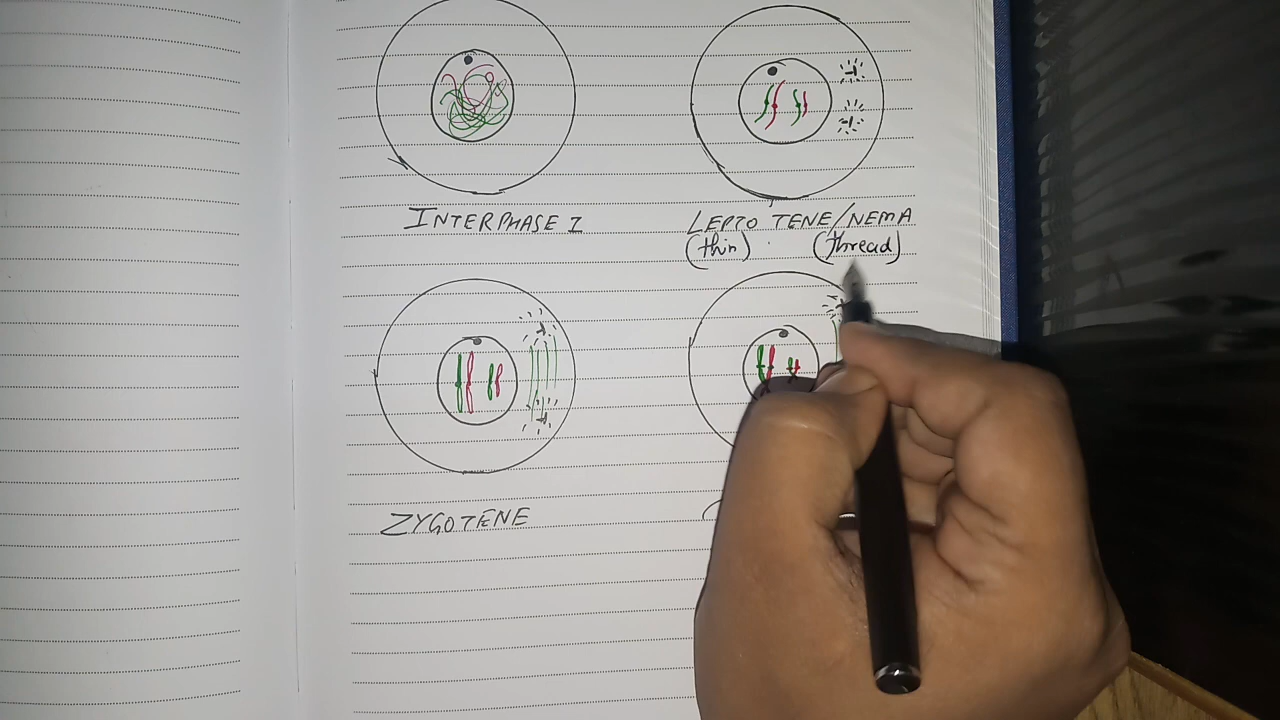 INTERPHASE I
LEPTO TENE/NEMA
(thin) (thread)
ZYGOTENE